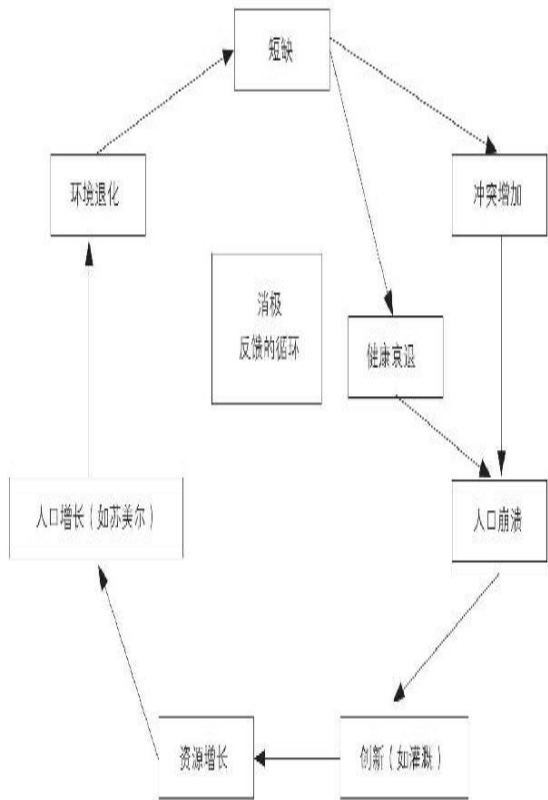 短缺
环境退化
冲突增加
消极
反馈的循环
健康衰退
人口增长（如苏美尔）
人口崩溃
资源增长
创新（如灌溉）